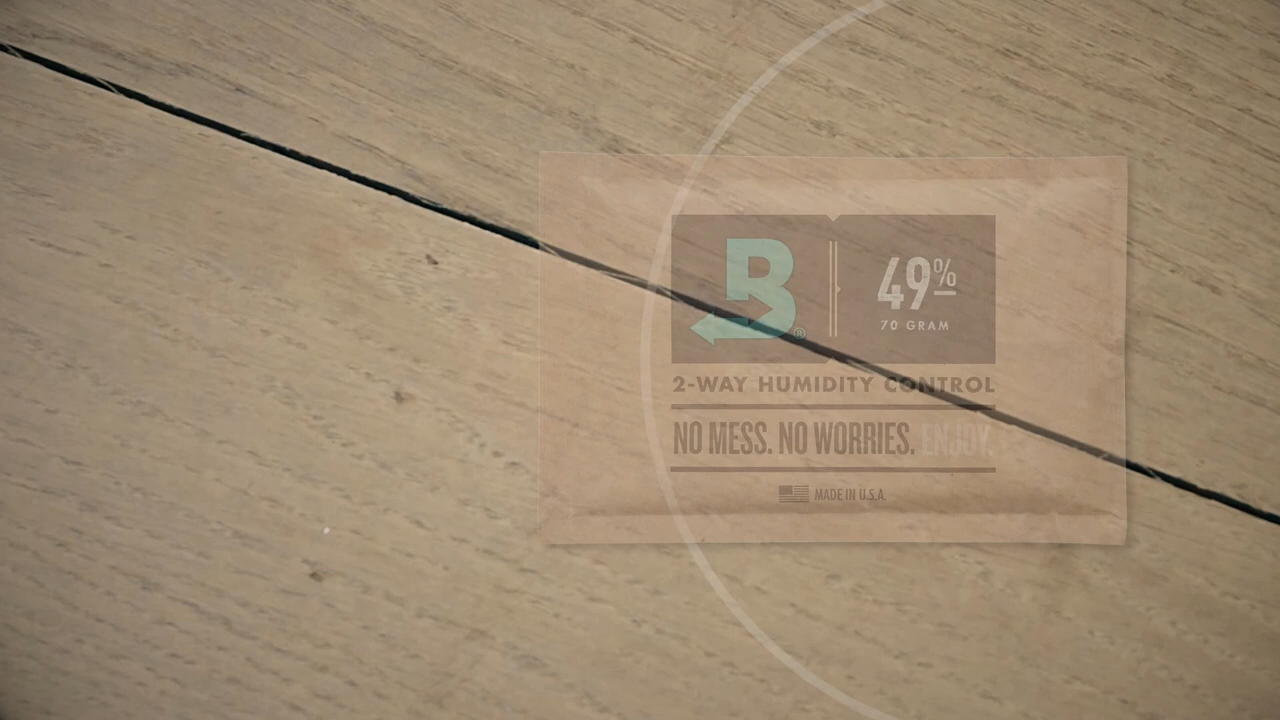 B®
49%
70 GRAM
2-WAY HUMIDITY CONTROL
NO MESS. NO WORRIES. ENJOY.
MADE IN U.S.A.